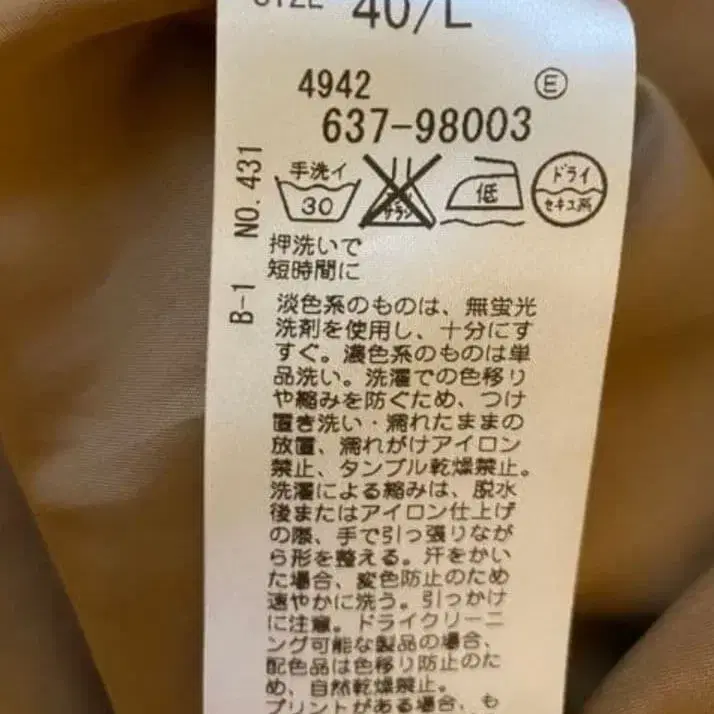 SIZE 40/L
4942 Ⓔ
637-98003
B-1 NO.431
手洗イ
30
低
ドライ
セキユ系
押洗いで
短時間に
淡色系のものは、無蛍光
洗剤を使用し、十分にす
すぐ。濃色系のものは単
品洗い。洗濯での色移り
や縮みを防ぐため、つけ
置き洗い・濡れたままの
放置、濡れがけアイロン
禁止、タンブル乾燥禁止。
洗濯による縮みは、脱水
後またはアイロン仕上げ
の際、手で引っ張りなが
ら形を整える。汗をかい
た場合、変色防止のため
速やかに洗う。引っかけ
に注意。ドライクリーニ
ング可能な製品の場合、
配色品は色移り防止のた
め、自然乾燥禁止。
プリントがある場合、も